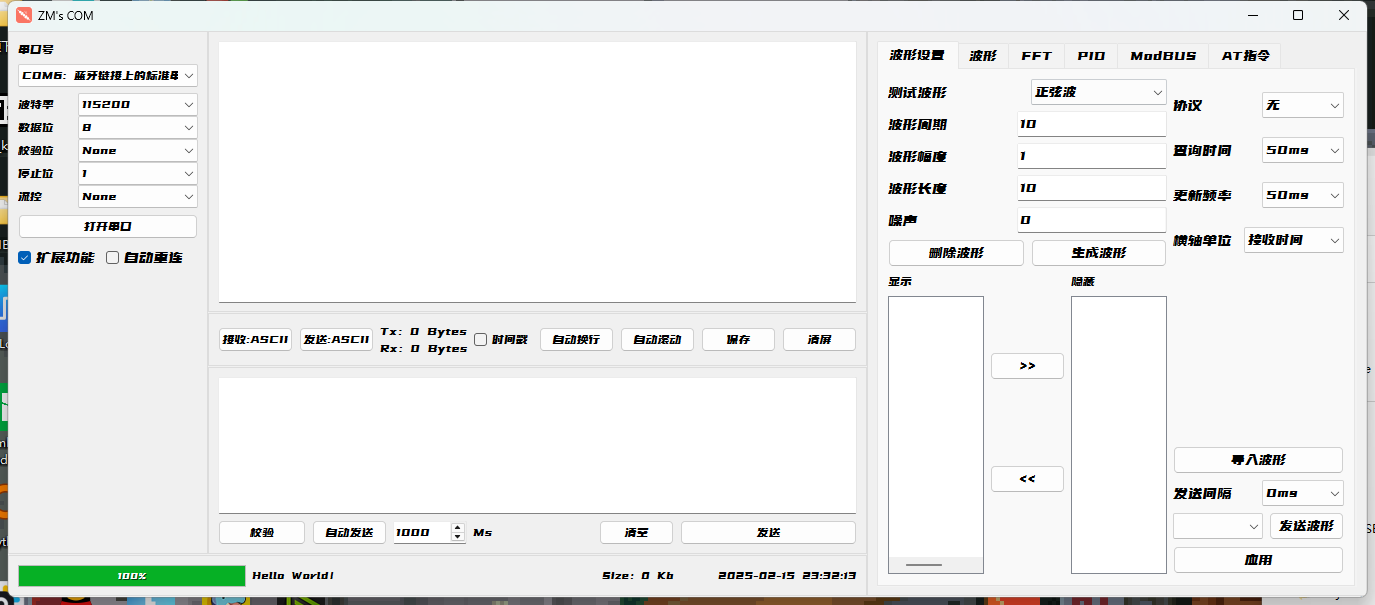 ZM's COM
串口号
COM6: 蓝牙链接上的标准串
波特率 115200
数据位 8
校验位 None
停止位 1
流控 None
打开串口
扩展功能 自动重连
接收:ASCII 发送:ASCII Tx: 0 Bytes
Rx: 0 Bytes 时间戳 自动换行 自动滚动 保存 清屏
校验 自动发送 1000 Ms 清空 发送
100% Hello World! Size: 0 Kb 2025-02-15 23:32:13
波形设置 波形 FFT PID ModBUS AT指令
测试波形 正弦波
波形周期 10
波形幅度 1
波形长度 10
噪声 0
删除波形 生成波形
显示 隐藏
>>
<<
协议 无
查询时间 50ms
更新频率 50ms
横轴单位 接收时间
导入波形
发送间隔 0ms
发送波形
应用